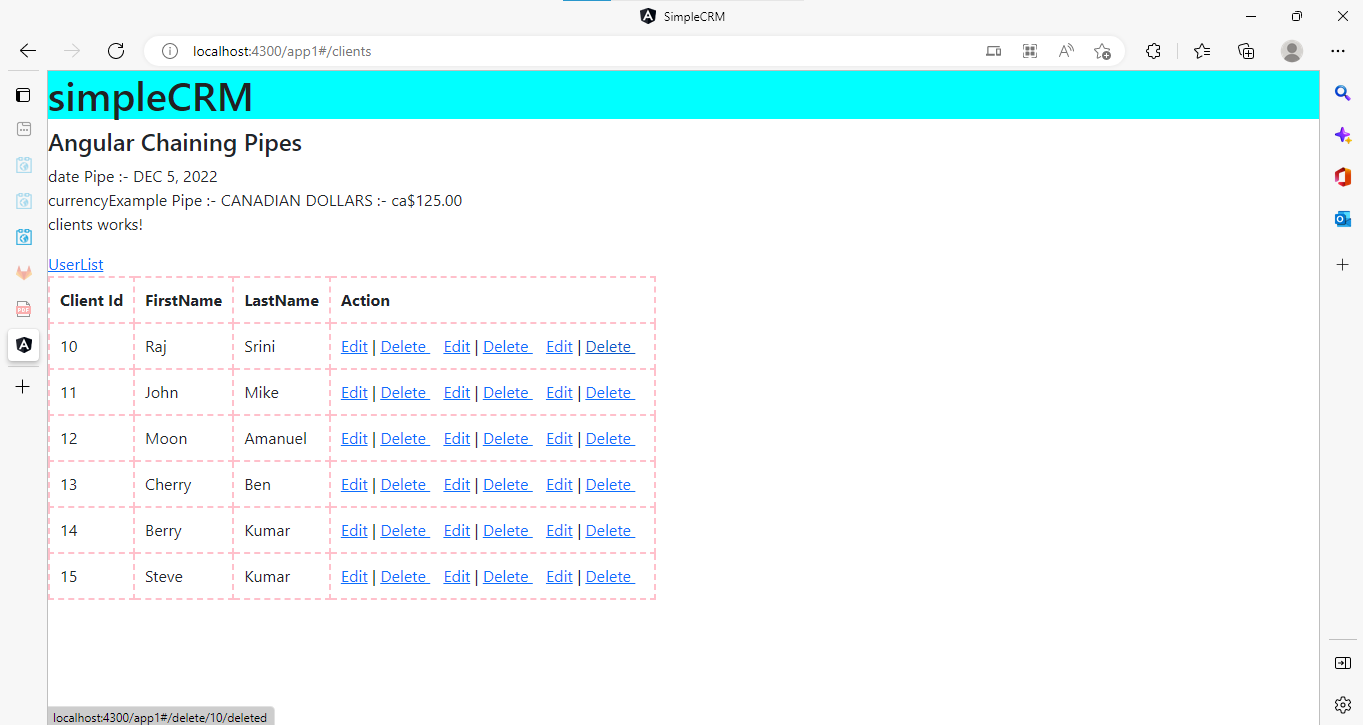 SimpleCRM
localhost:4300/app1#/clients
simpleCRM
Angular Chaining Pipes
date Pipe :- DEC 5, 2022
currencyExample Pipe :- CANADIAN DOLLARS :- ca$125.00
clients works!
UserList
Client Id FirstName LastName Action
10 Raj Srini Edit | Delete Edit | Delete Edit | Delete
11 John Mike Edit | Delete Edit | Delete Edit | Delete
12 Moon Amanuel Edit | Delete Edit | Delete Edit | Delete
13 Cherry Ben Edit | Delete Edit | Delete Edit | Delete
14 Berry Kumar Edit | Delete Edit | Delete Edit | Delete
15 Steve Kumar Edit | Delete Edit | Delete Edit | Delete
localhost:4300/app1#/delete/10/deleted